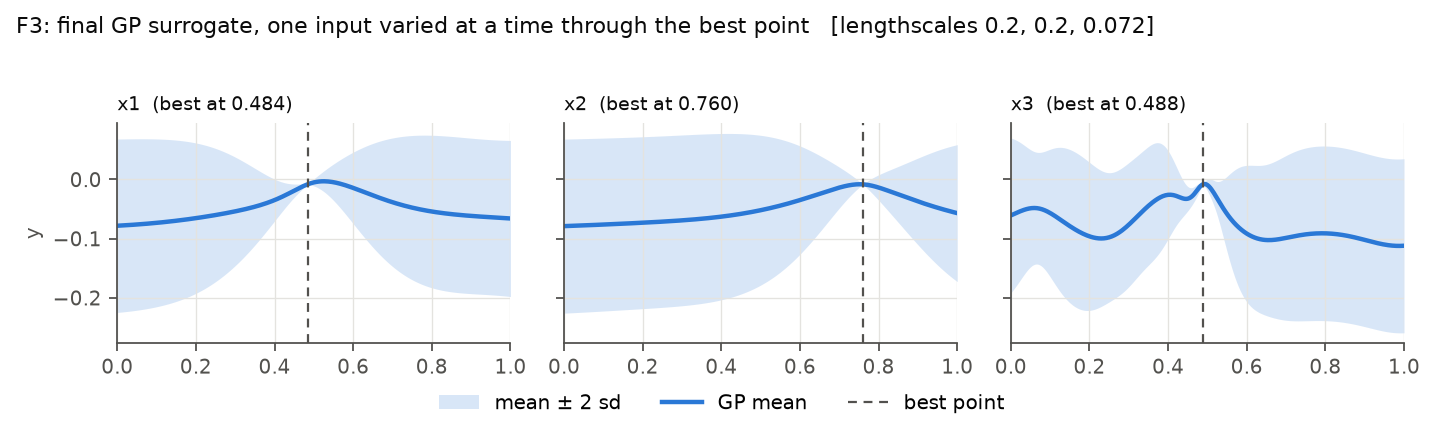 F3: final GP surrogate, one input varied at a time through the best point [lengthscales 0.2, 0.2, 0.072]
x1 (best at 0.484)
x2 (best at 0.760)
x3 (best at 0.488)
y
0.0
−0.1
−0.2
0.0 0.2 0.4 0.6 0.8 1.0
0.0 0.2 0.4 0.6 0.8 1.0
0.0 0.2 0.4 0.6 0.8 1.0
mean ± 2 sd
GP mean
best point